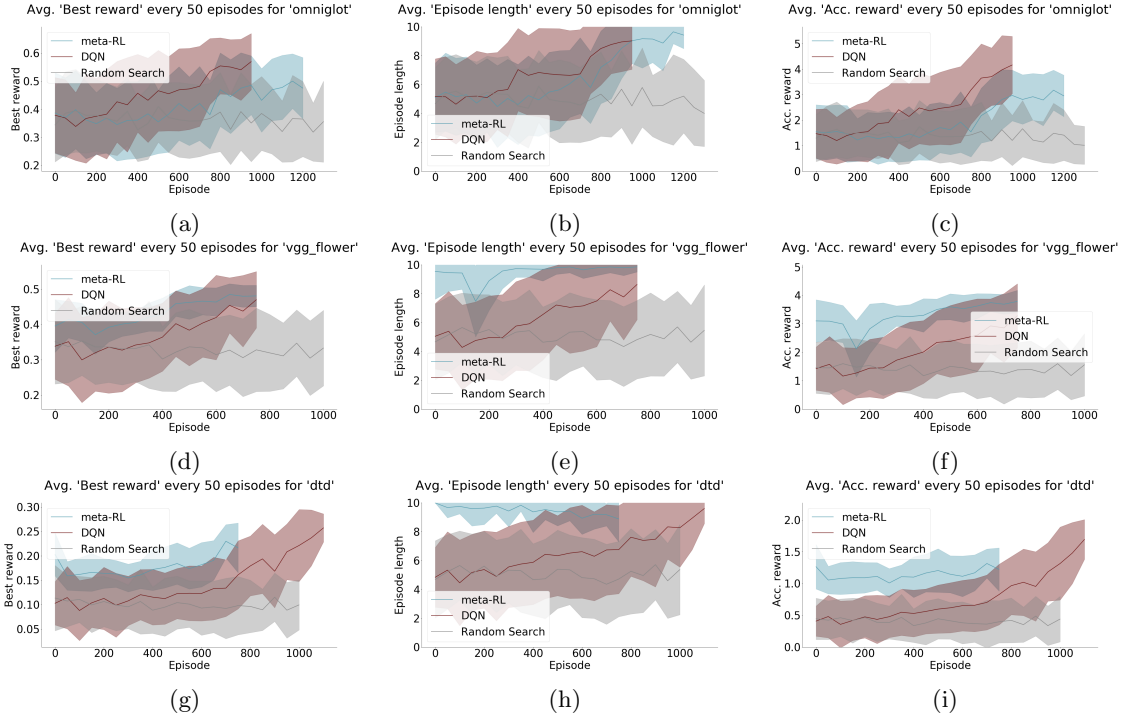 Avg. 'Best reward' every 50 episodes for 'omniglot'
Best reward
0.6
0.5
0.4
0.3
0.2
meta-RL
DQN
Random Search
0 200 400 600 800 1000 1200
Episode
(a)
Avg. 'Episode length' every 50 episodes for 'omniglot'
Episode length
10
8
6
4
2
0
meta-RL
DQN
Random Search
0 200 400 600 800 1000 1200
Episode
(b)
Avg. 'Acc. reward' every 50 episodes for 'omniglot'
Acc. reward
5
4
3
2
1
0
meta-RL
DQN
Random Search
0 200 400 600 800 1000 1200
Episode
(c)
Avg. 'Best reward' every 50 episodes for 'vgg_flower'
Best reward
0.5
0.4
0.3
0.2
meta-RL
DQN
Random Search
0 200 400 600 800 1000
Episode
(d)
Avg. 'Episode length' every 50 episodes for 'vgg_flower'
Episode length
10
8
6
4
2
0
meta-RL
DQN
Random Search
0 200 400 600 800 1000
Episode
(e)
Avg. 'Acc. reward' every 50 episodes for 'vgg_flower'
Acc. reward
5
4
3
2
1
0
meta-RL
DQN
Random Search
0 200 400 600 800 1000
Episode
(f)
Avg. 'Best reward' every 50 episodes for 'dtd'
Best reward
0.30
0.25
0.20
0.15
0.10
0.05
meta-RL
DQN
Random Search
0 200 400 600 800 1000
Episode
(g)
Avg. 'Episode length' every 50 episodes for 'dtd'
Episode length
10
8
6
4
2
0
meta-RL
DQN
Random Search
0 200 400 600 800 1000
Episode
(h)
Avg. 'Acc. reward' every 50 episodes for 'dtd'
Acc. reward
2.0
1.5
1.0
0.5
0.0
meta-RL
DQN
Random Search
0 200 400 600 800 1000
Episode
(i)